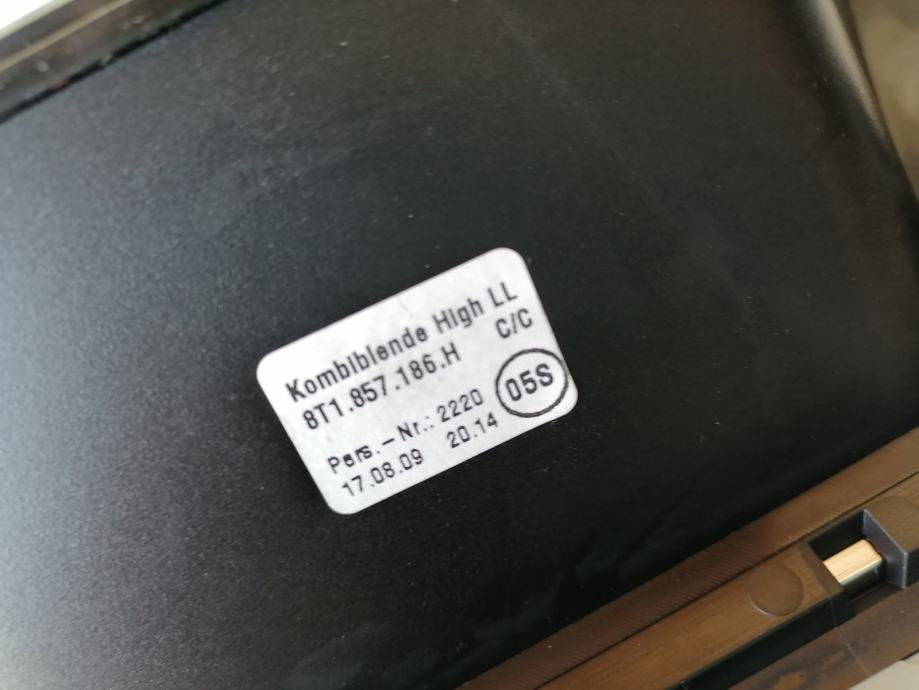 Kombiblende High LL
8T1.857.186.H C/C
Pers.-Nr.: 2220 05S
17.08.09 20.14